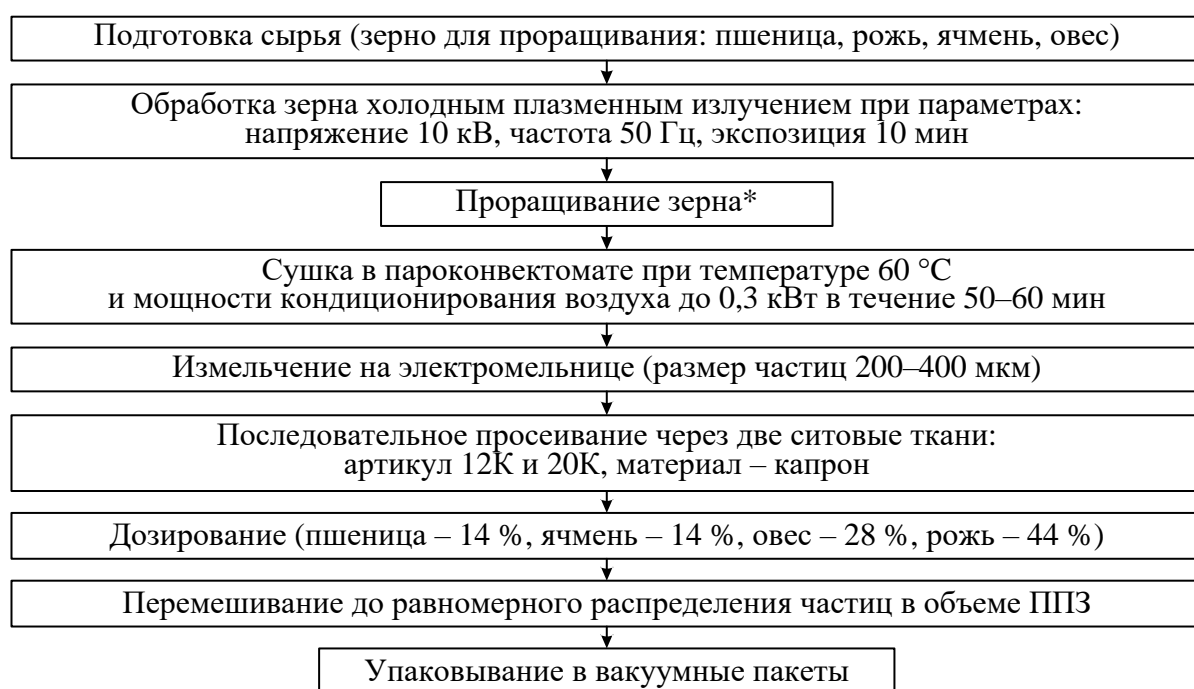 Подготовка сырья (зерно для проращивания: пшеница, рожь, ячмень, овес)
Обработка зерна холодным плазменным излучением при параметрах:
напряжение 10 кВ, частота 50 Гц, экспозиция 10 мин
Проращивание зерна*
Сушка в пароконвектомате при температуре 60 °С
и мощности кондиционирования воздуха до 0,3 кВт в течение 50–60 мин
Измельчение на электромельнице (размер частиц 200–400 мкм)
Последовательное просеивание через две ситовые ткани:
артикул 12К и 20К, материал – капрон
Дозирование (пшеница – 14 %, ячмень – 14 %, овес – 28 %, рожь – 44 %)
Перемешивание до равномерного распределения частиц в объеме ППЗ
Упаковывание в вакуумные пакеты